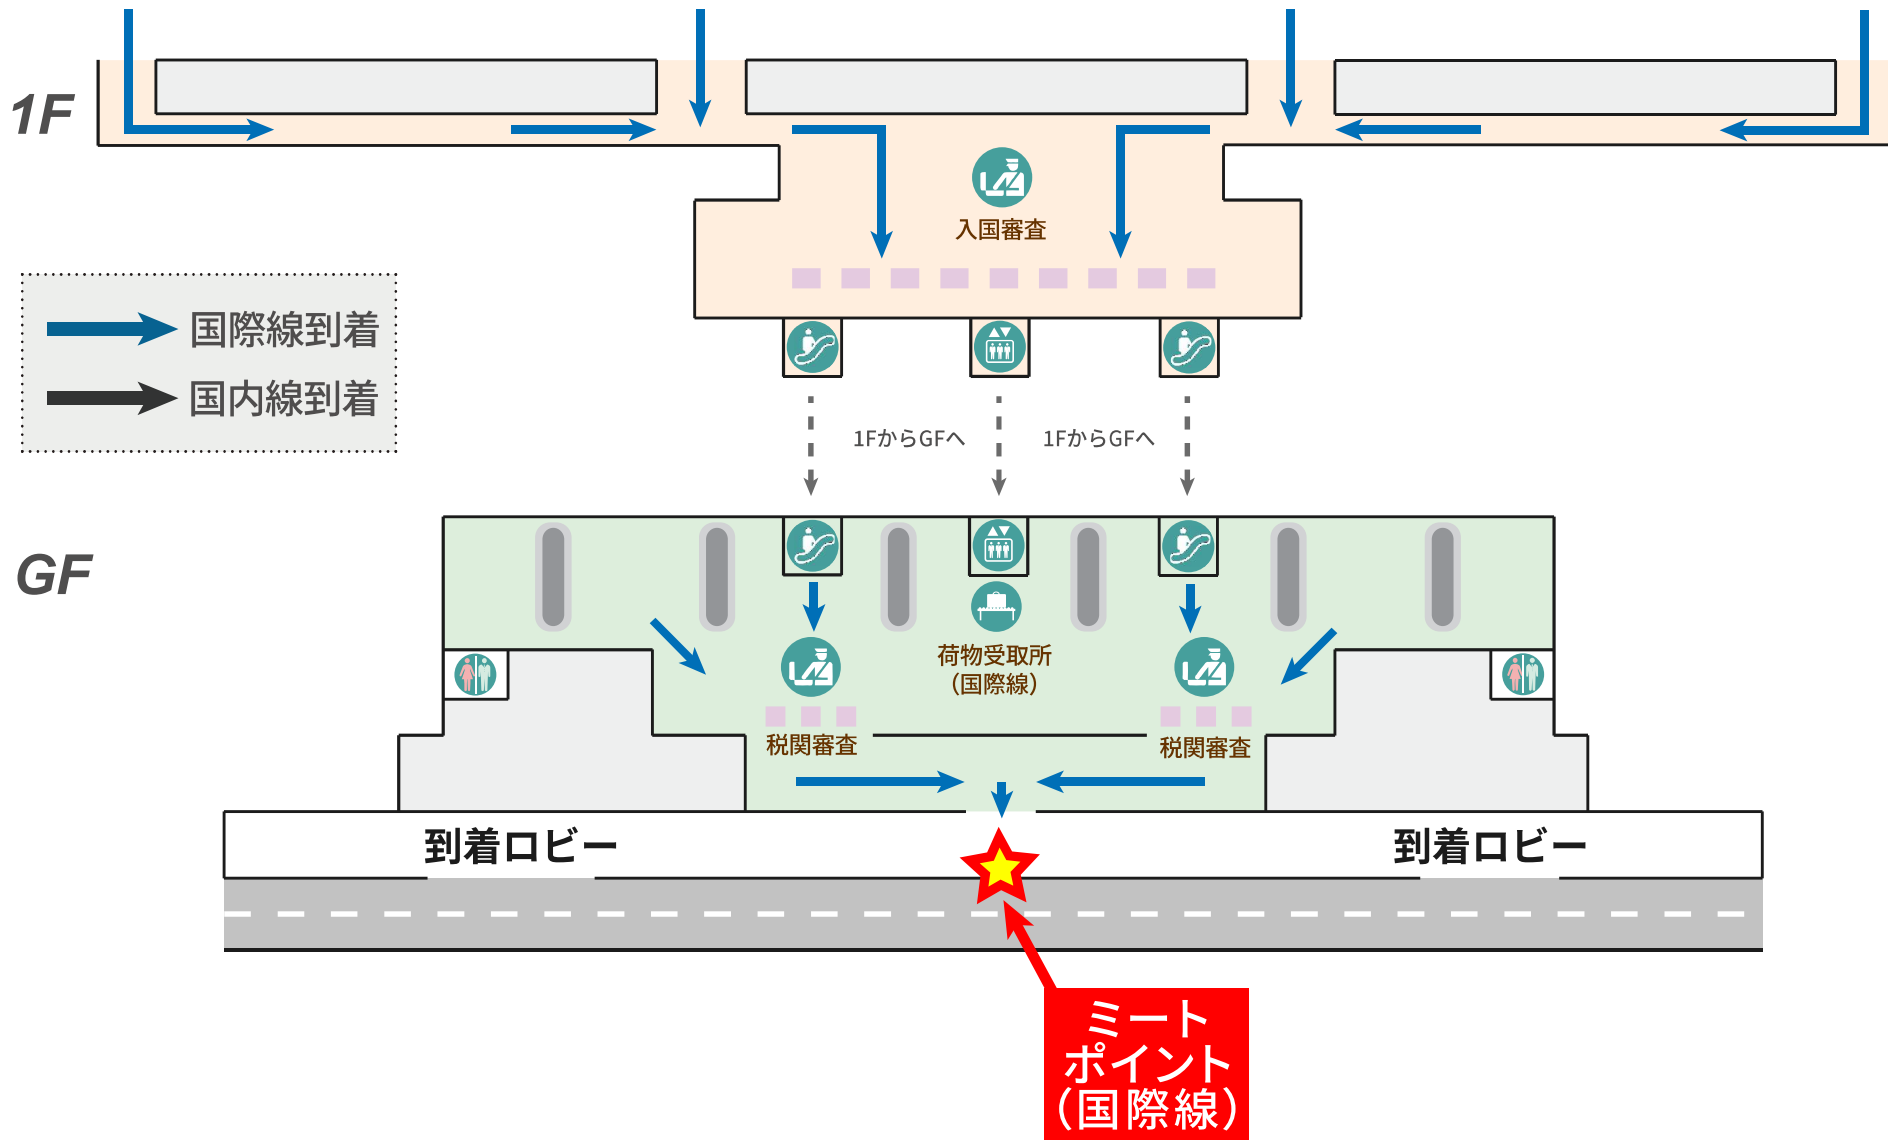 1F
入国審査
国際線到着
国内線到着
1FからGFへ
1FからGFへ
GF
荷物受取所
(国際線)
税関審査
税関審査
到着ロビー
到着ロビー
ミート
ポイント
(国際線)